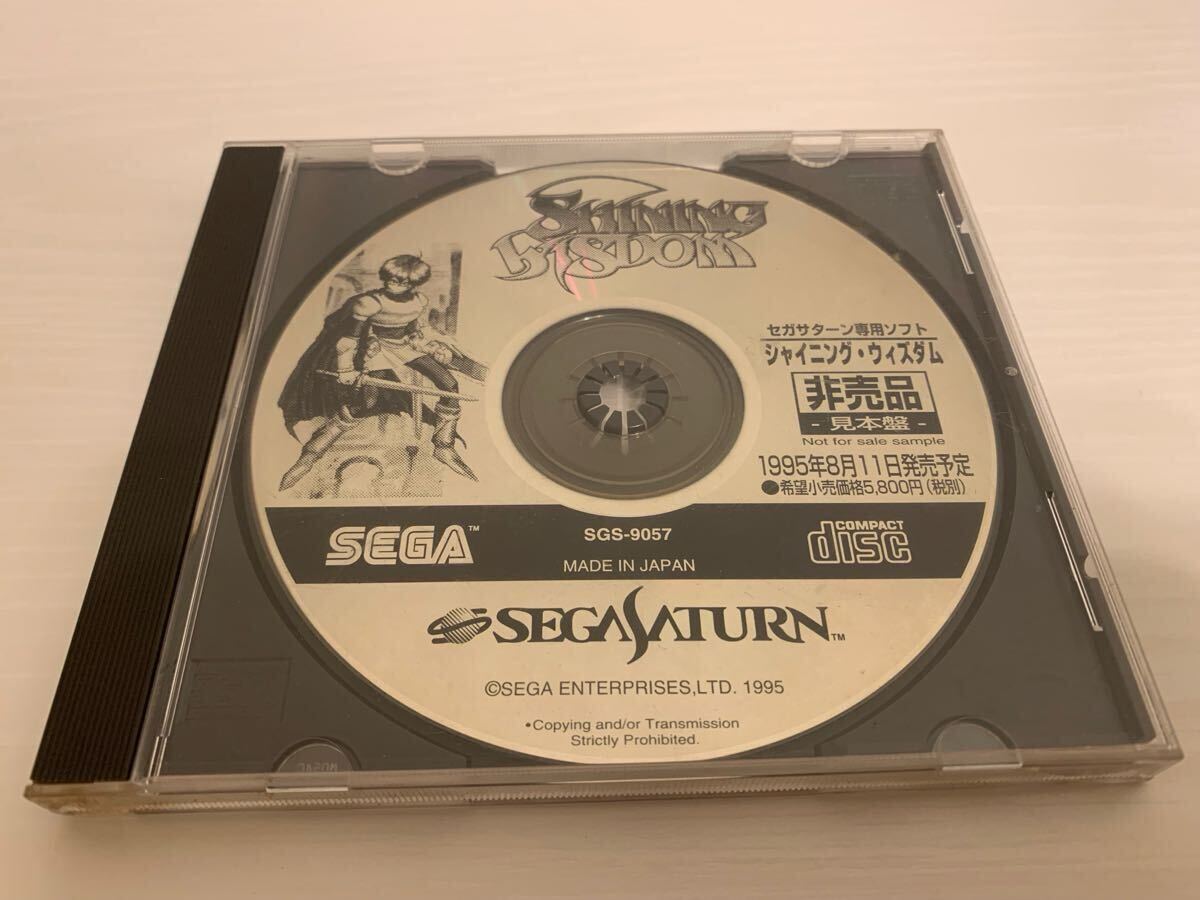 SHINING
WISDOM
セガサターン専用ソフト
シャイニング・ウィズダム
非売品
- 見本盤 -
Not for sale sample
1995年8月11日発売予定
●希望小売価格5,800円(税別)
SEGA™
SGS-9057
MADE IN JAPAN
COMPACT
disc
SEGA SATURN™
©SEGA ENTERPRISES,LTD. 1995
•Copying and/or Transmission
Strictly Prohibited.